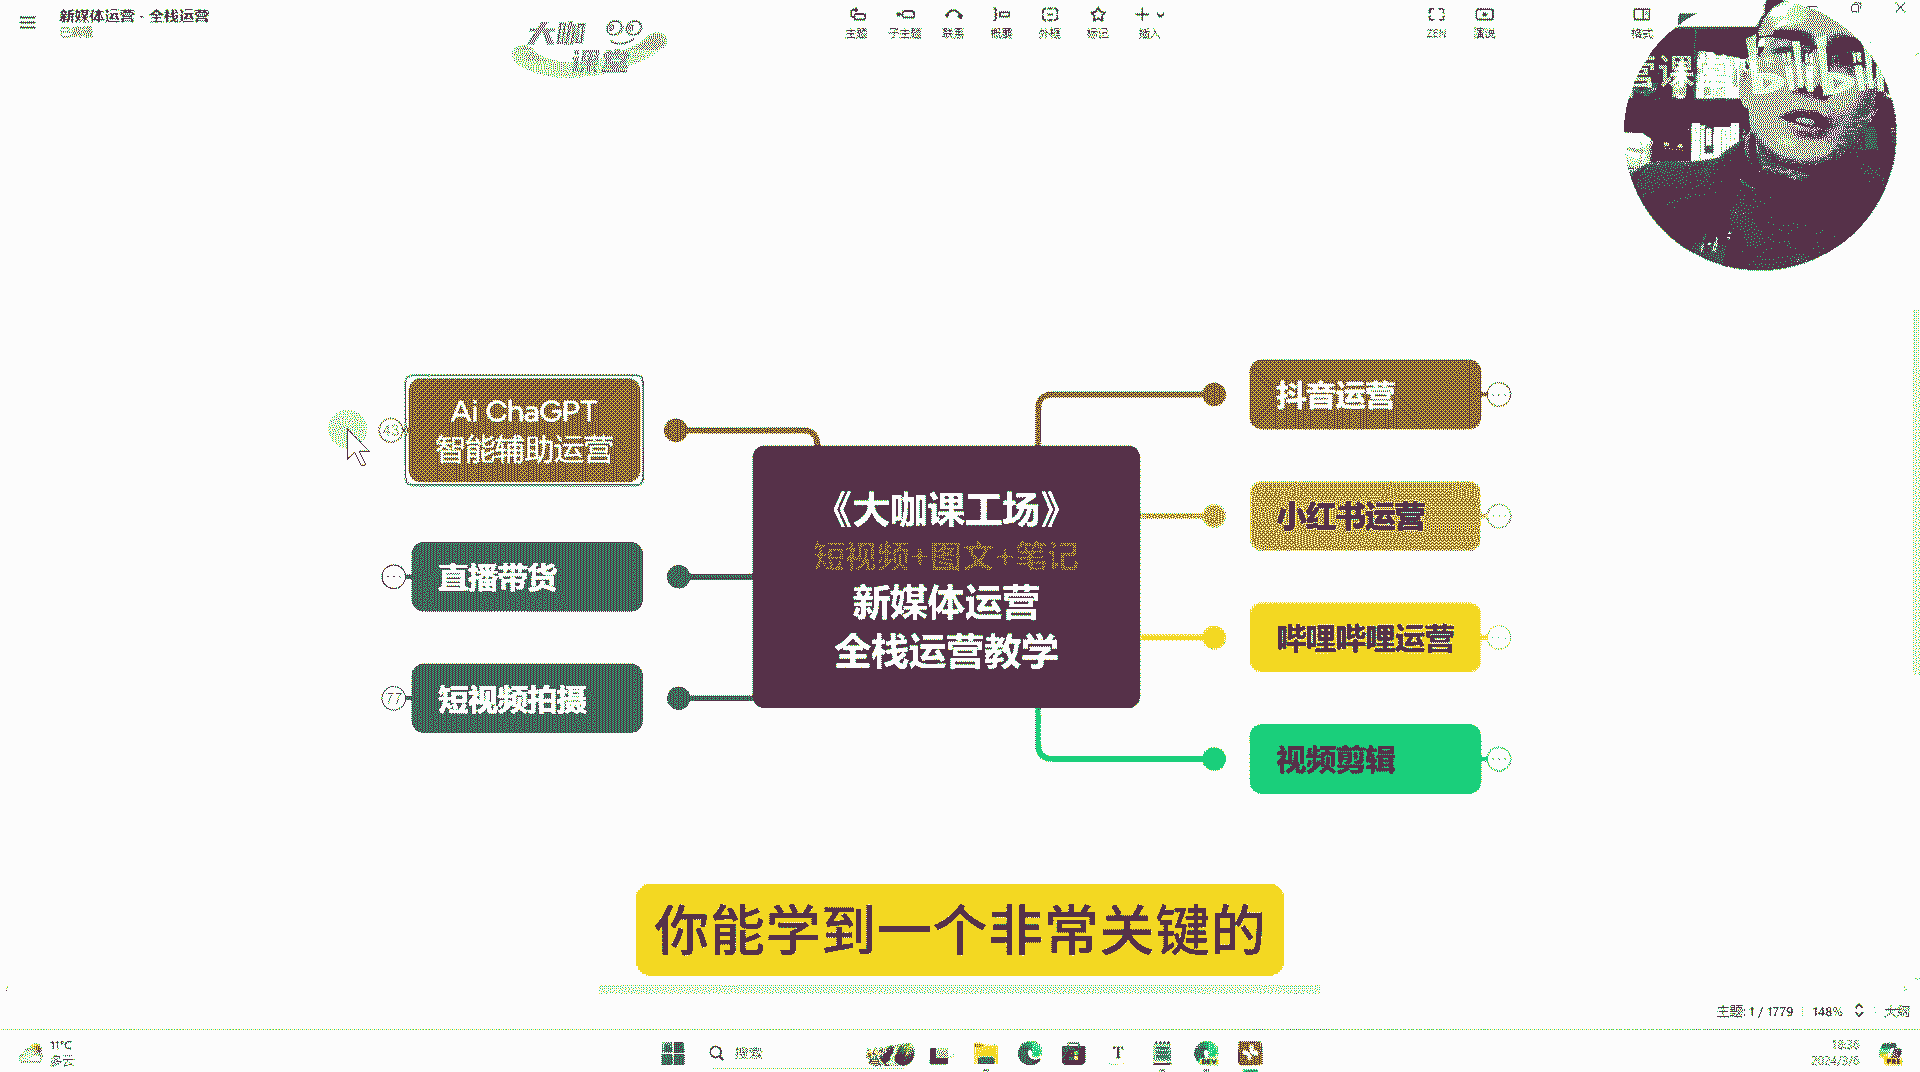 新媒体运营 - 全栈运营
已保存
大咖
课堂
主题
子主题
联系
概要
外框
标记
插入
ZEN
演说
格式
营课
Ai ChaGPT
智能辅助运营
43
直播带货
短视频拍摄
77
《大咖课工场》
短视频+图文+笔记
新媒体运营
全栈运营教学
抖音运营
小红书运营
哔哩哔哩运营
视频剪辑
你能学到一个非常关键的
主题: 1 / 1779
148%
大纲
11°C
多云
搜索
18:36
2024/3/6